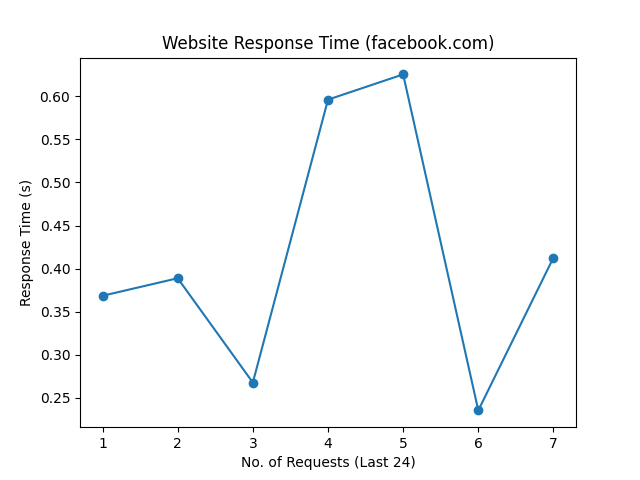 Website Response Time (facebook.com)
0.60
0.55
0.50
0.45
0.40
0.35
0.30
0.25
Response Time (s)
1 2 3 4 5 6 7
No. of Requests (Last 24)